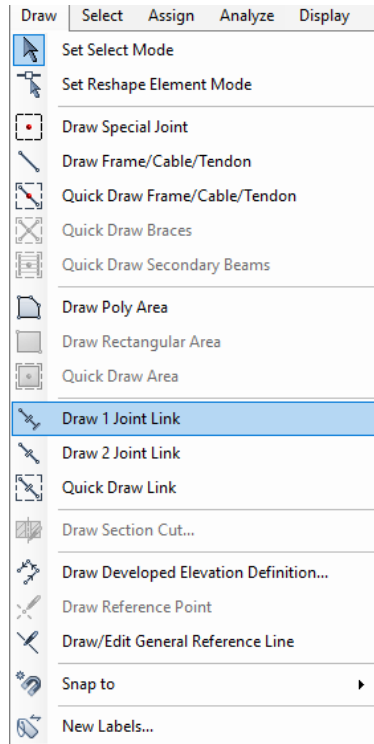 Draw Select Assign Analyze Display
Set Select Mode
Set Reshape Element Mode
Draw Special Joint
Draw Frame/Cable/Tendon
Quick Draw Frame/Cable/Tendon
Quick Draw Braces
Quick Draw Secondary Beams
Draw Poly Area
Draw Rectangular Area
Quick Draw Area
Draw 1 Joint Link
Draw 2 Joint Link
Quick Draw Link
Draw Section Cut...
Draw Developed Elevation Definition...
Draw Reference Point
Draw/Edit General Reference Line
Snap to
New Labels...